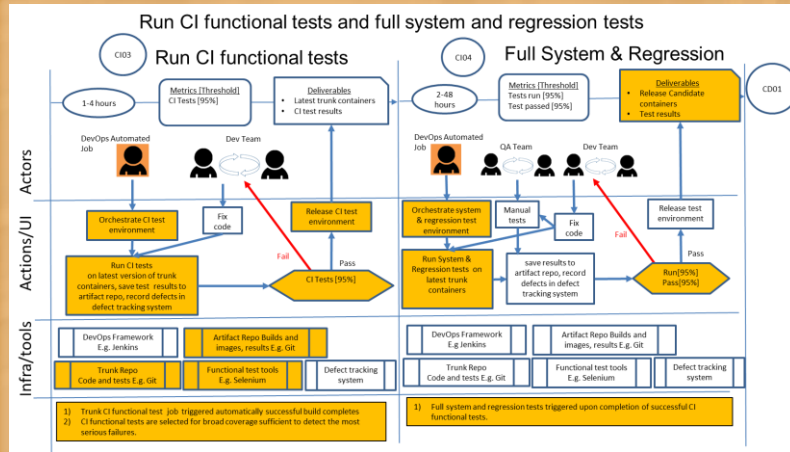 Run CI functional tests and full system and regression tests
CI03
Run CI functional tests
CI04
Full System & Regression
1-4 hours
Metrics [Threshold]
CI Tests [95%]
Deliverables
• Latest trunk containers
• CI test results
2-48
hours
Metrics [Threshold]
Tests run [95%]
Test passed [95%]
Deliverables
• Release Candidate
containers
• Test results
CD01
Actors
DevOps Automated
Job
Dev Team
DevOps Automated
Job
QA Team
Dev Team
Actions/UI
Orchestrate CI test
environment
Fix
code
Release CI test
environment
Fail
Pass
Run CI tests
on latest version of trunk
containers, save test results to
artifact repo, record defects in
defect tracking system
CI Tests [95%]
Orchestrate system
& regression test
environment
Manual
tests
Fix
code
Release test
environment
Fail
Pass
Run System &
Regression tests on
latest trunk
containers
save results to
artifact repo, record
defects in defect
tracking system
Run[95%]
Pass[95%]
Infra/tools
DevOps Framework
E.g. Jenkins
Artifact Repo Builds and
images, results E.g. Git
Trunk Repo
Code and tests E.g. Git
Functional test tools
E.g. Selenium
Defect tracking
system
DevOps Framework
E.g. Jenkins
Artifact Repo Builds and
images, results E.g. Git
Trunk Repo
Code and tests E.g. Git
Functional test tools
E.g. Selenium
Defect tracking
system
1) Trunk CI functional test job triggered automatically successful build completes
2) CI functional tests are selected for broad coverage sufficient to detect the most
serious failures.
1) Full system and regression tests triggered upon completion of successful CI
functional tests.